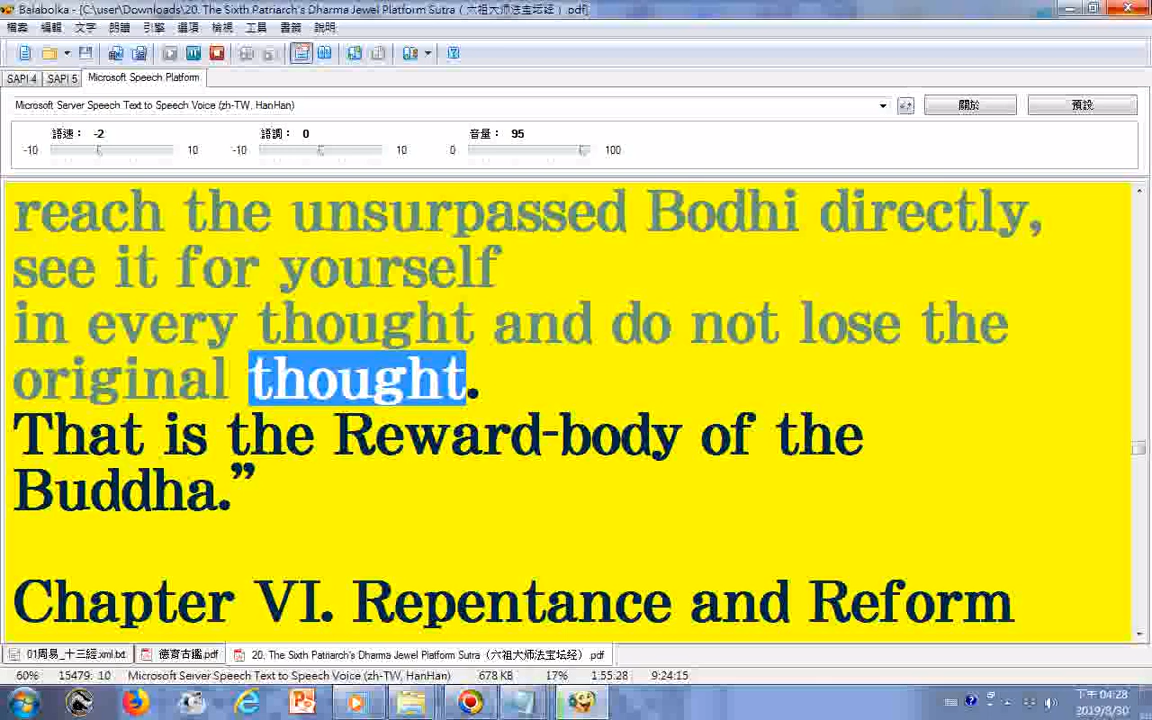 Balabolka - [C:\user\Downloads\20. The Sixth Patriarch's Dharma Jewel Platform Sutra（六祖大师法宝坛经）.pdf]
檔案 編輯 文字 朗讀 引擎 選項 檢視 工具 書籤 說明
SAPI 4 SAPI 5 Microsoft Speech Platform
Microsoft Server Speech Text to Speech Voice (zh-TW, HanHan) 關於 預設
語速： -2 語調： 0 音量： 95
-10 10 -10 10 0 100
reach the unsurpassed Bodhi directly,
see it for yourself
in every thought and do not lose the
original thought.
That is the Reward-body of the
Buddha.”
Chapter VI. Repentance and Reform
01周易_十三經.xml.txt 德育古鑑.pdf 20. The Sixth Patriarch's Dharma Jewel Platform Sutra（六祖大师法宝坛经）.pdf
60% 15479: 10 Microsoft Server Speech Text to Speech Voice (zh-TW, HanHan) 678 KB 17% 1:55:28 9:24:15
下午 04:28
2019/8/30